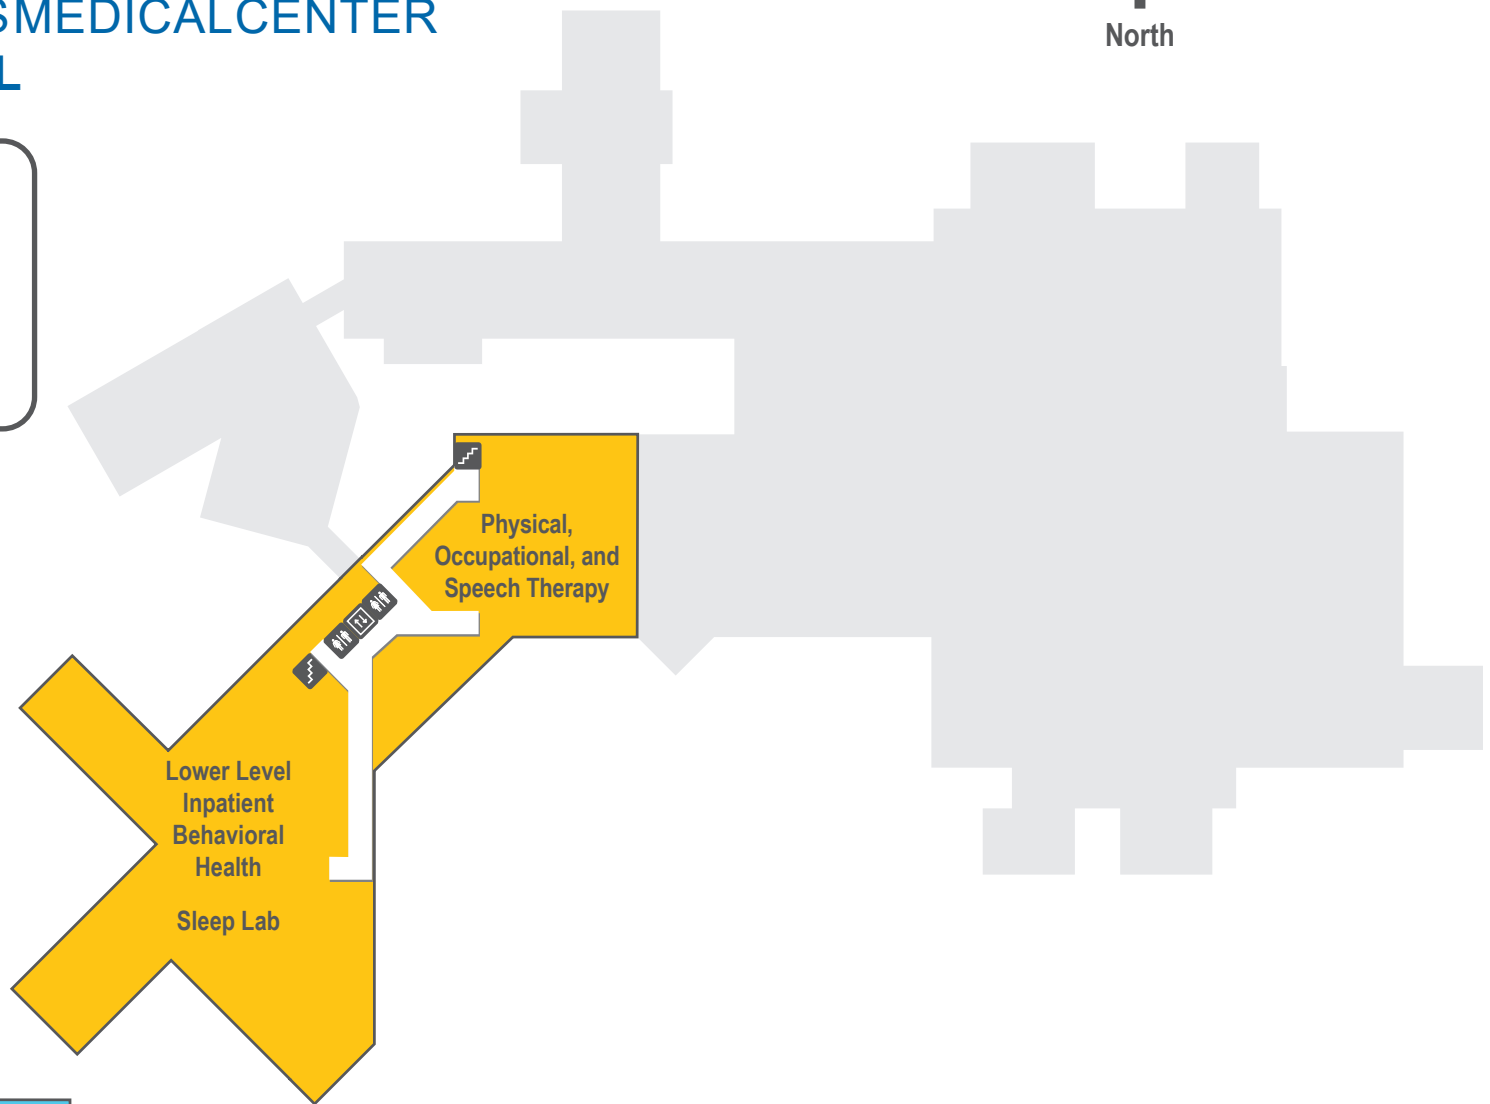 SMEDICALCENTER
L
North
Physical,
Occupational, and
Speech Therapy
Lower Level
Inpatient
Behavioral
Health
Sleep Lab